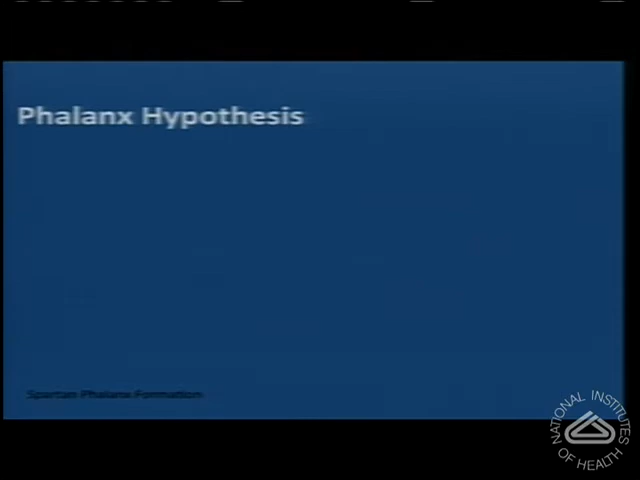 Phalanx Hypothesis
Spartan Phalanx Formation
NATIONAL INSTITUTES
OF HEALTH